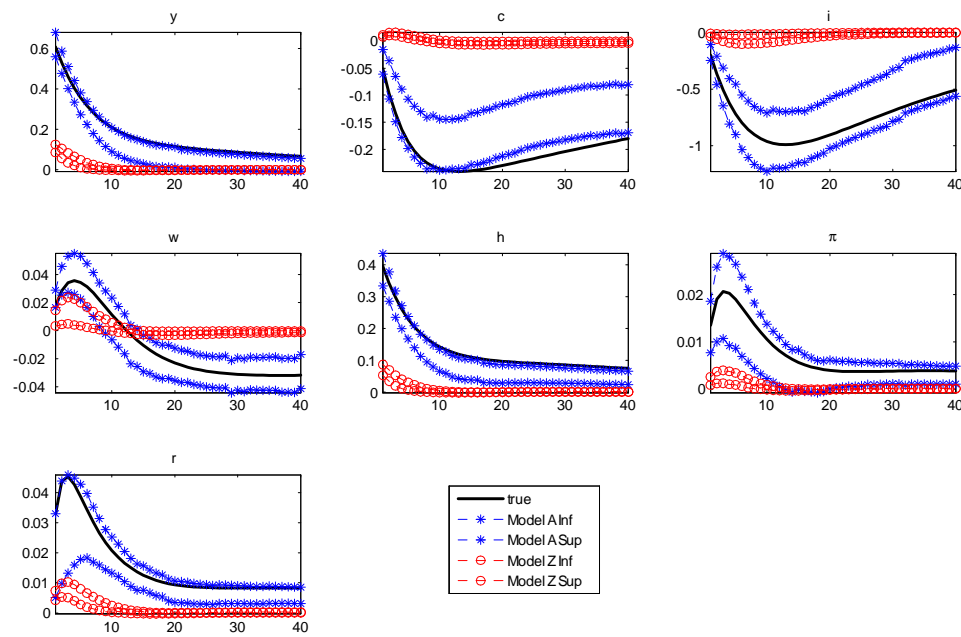 y
0.6
0.4
0.2
0
10 20 30 40
c
0
-0.05
-0.1
-0.15
-0.2
10 20 30 40
i
0
-0.5
-1
10 20 30 40
w
0.04
0.02
0
-0.02
-0.04
10 20 30 40
h
0.4
0.3
0.2
0.1
0
10 20 30 40
π
0.02
0.01
0
10 20 30 40
r
0.04
0.03
0.02
0.01
0
10 20 30 40
true
Model A Inf
Model A Sup
Model Z Inf
Model Z Sup